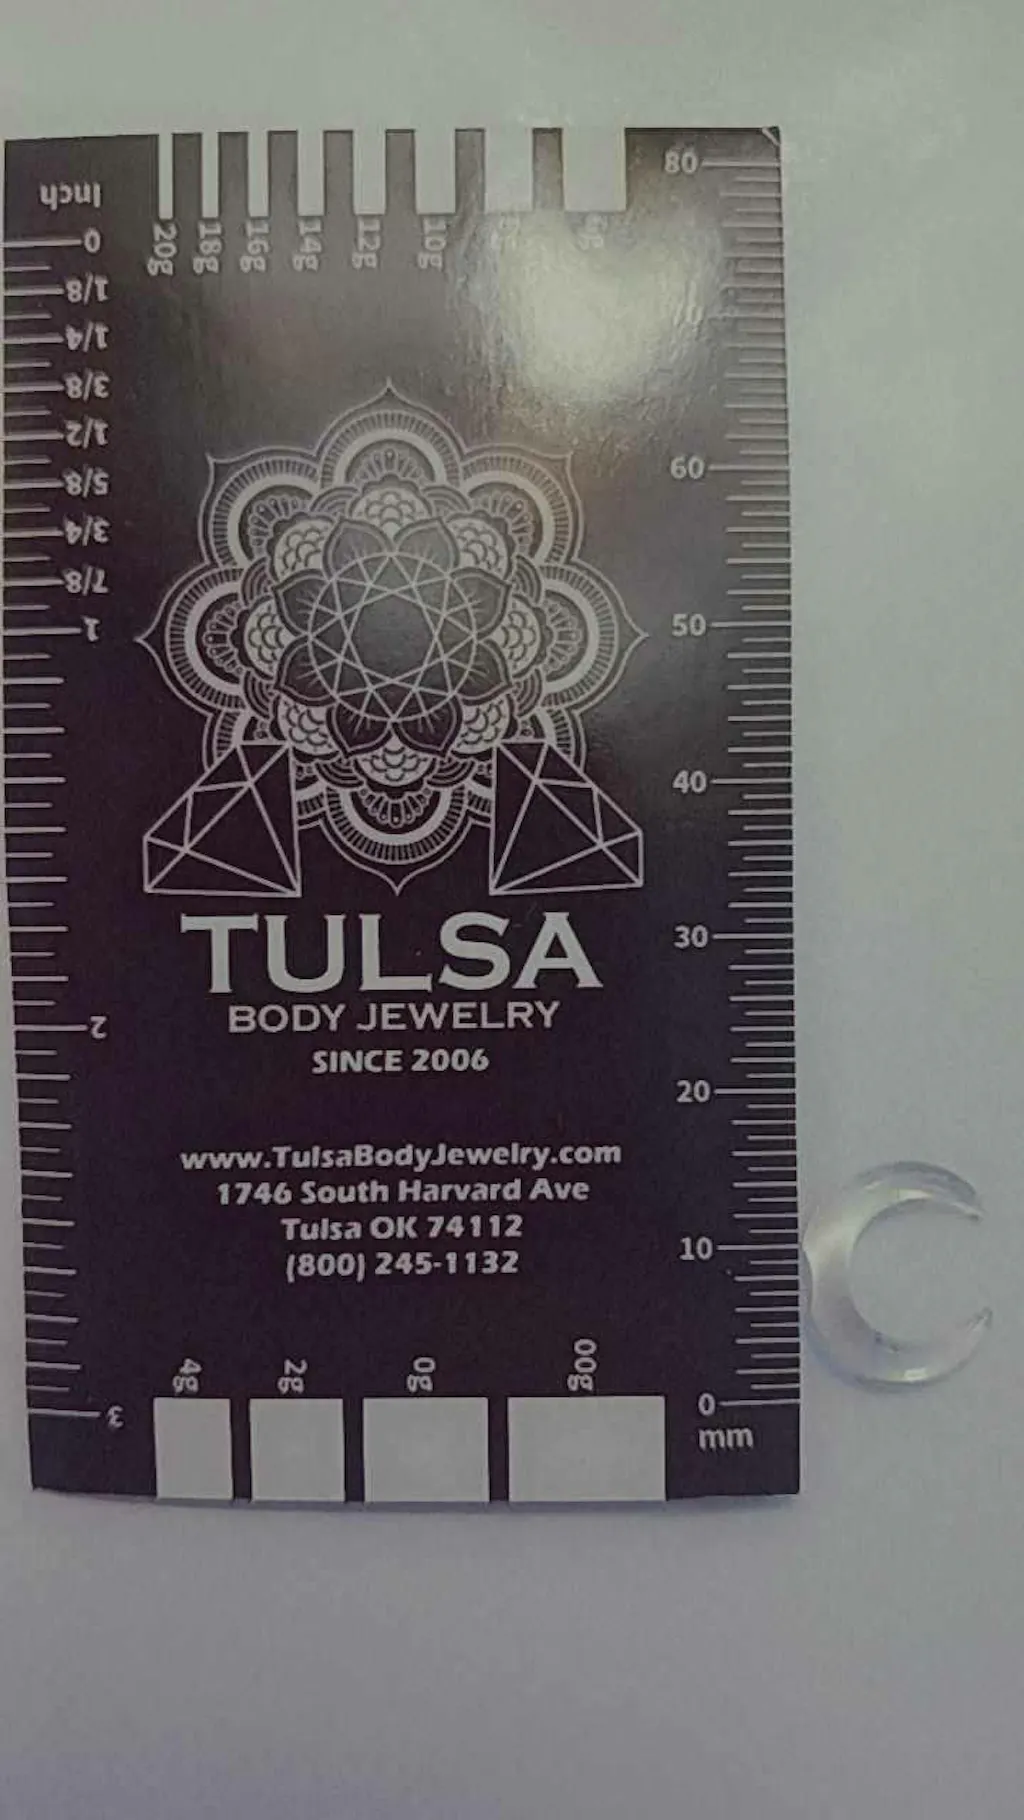 Inch
0
1/8
1/4
3/8
1/2
5/8
3/4
7/8
1
2
3
20g
18g
16g
14g
12g
10g
80
60
50
40
30
20
10
0
mm
TULSA
BODY JEWELRY
SINCE 2006
www.TulsaBodyJewelry.com
1746 South Harvard Ave
Tulsa OK 74112
(800) 245-1132
4g
2g
0g
00g